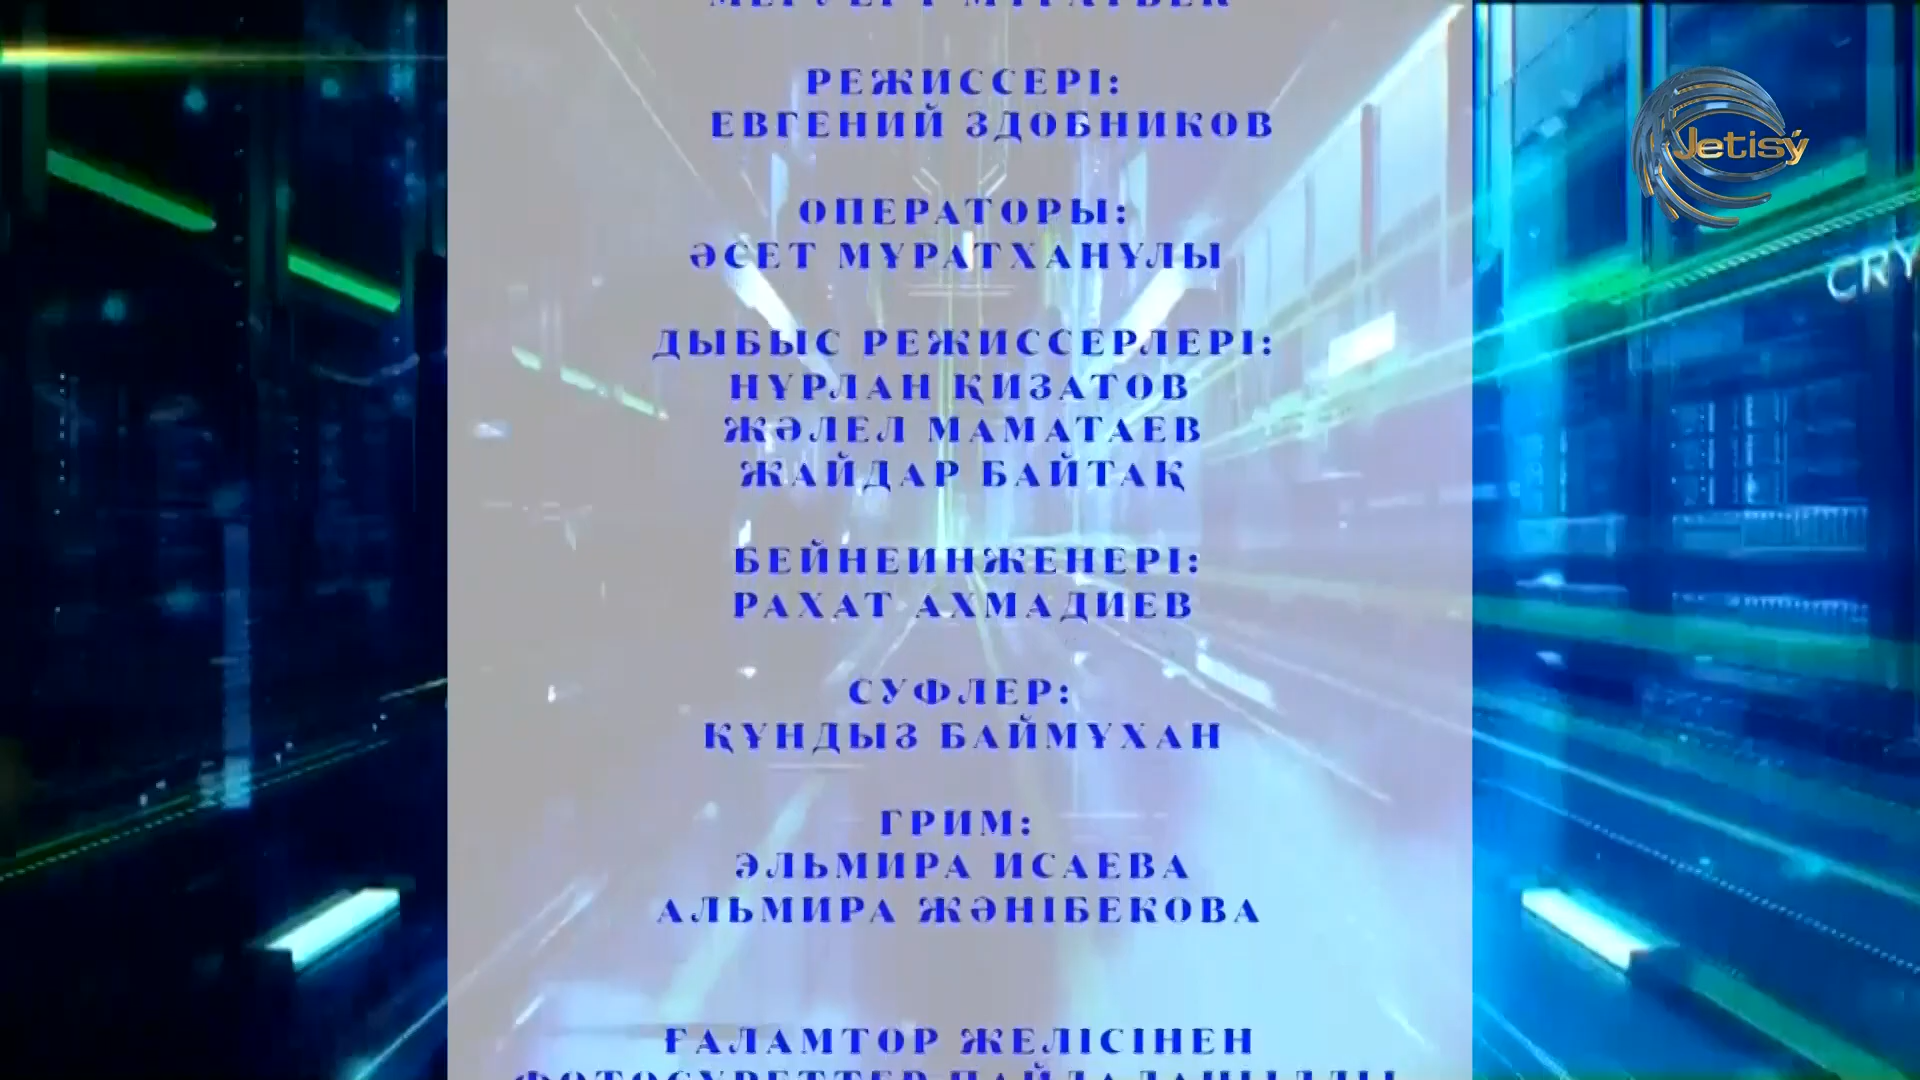 РЕЖИССЕРІ:
ЕВГЕНИЙ ЗДОБНИКОВ
ОПЕРАТОРЫ:
ӘСЕТ МҰРАТХАНҰЛЫ
ДЫБЫС РЕЖИССЕРЛЕРІ:
НҰРЛАН ҚИЗАТОВ
ЖӘЛЕЛ МАМАТАЕВ
ЖАЙДАР БАЙТАҚ
БЕЙНЕИНЖЕНЕРІ:
РАХАТ АХМАДИЕВ
СУФЛЕР:
ҚҰНДЫЗ БАЙМҰХАН
ГРИМ:
ӘЛЬМИРА ИСАЕВА
АЛЬМИРА ЖӘНІБЕКОВА
ҒАЛАМТОР ЖЕЛІСІНЕН
Jetisý
CRY